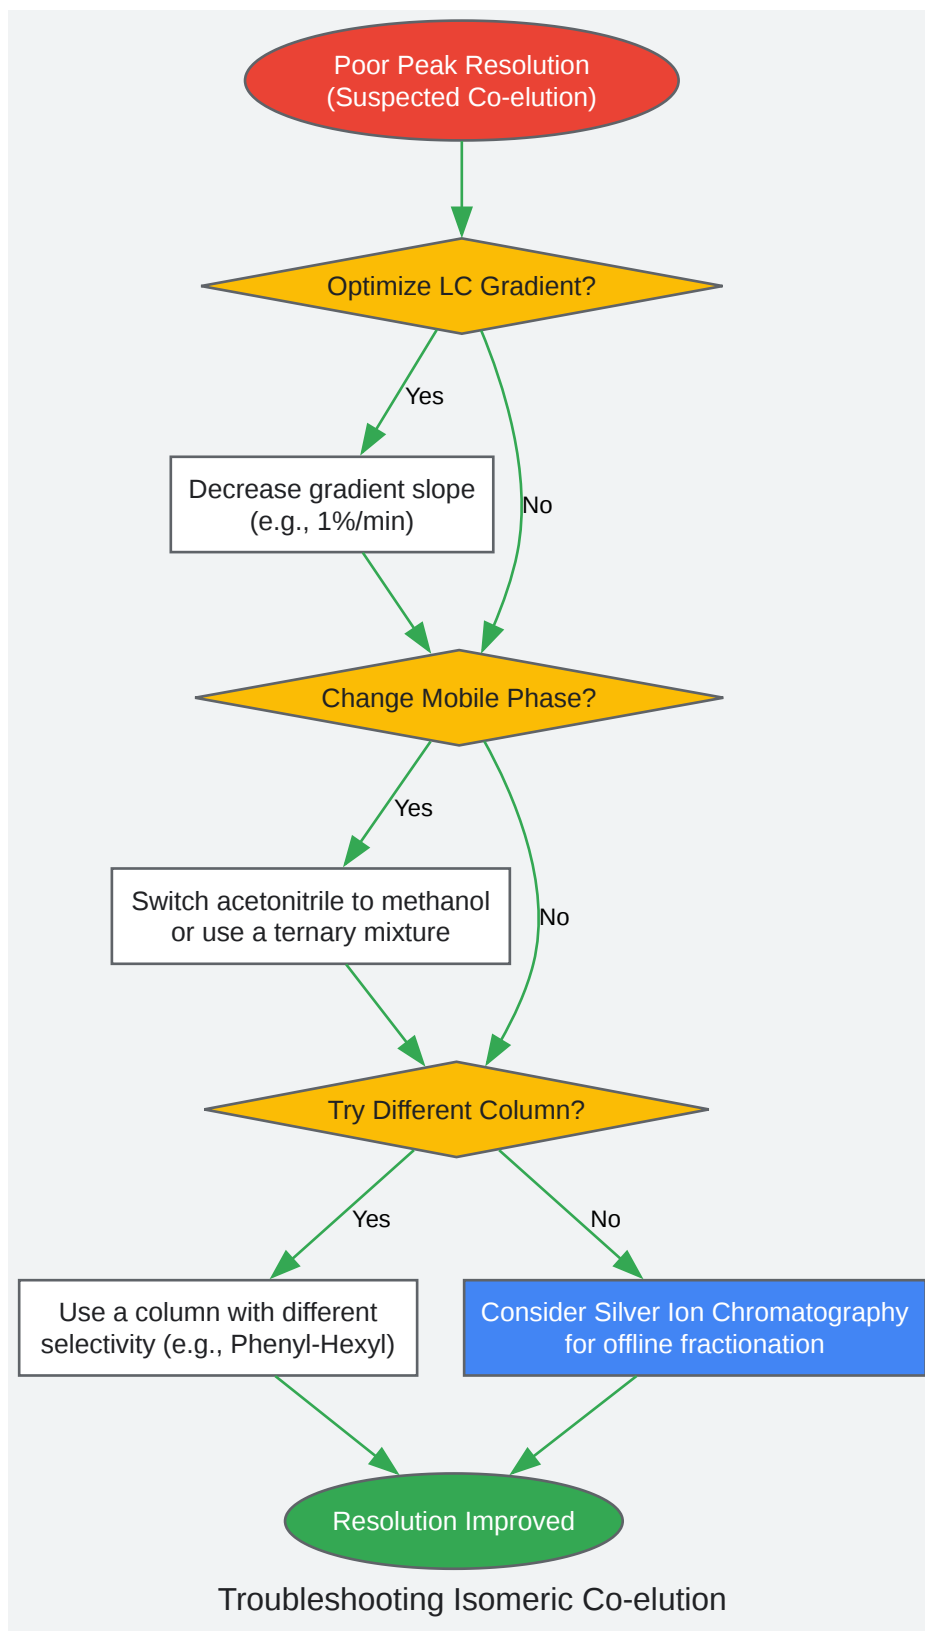 Poor Peak Resolution
(Suspected Co-elution)
Optimize LC Gradient?
Yes
Decrease gradient slope
(e.g., 1%/min)
No
Change Mobile Phase?
Yes
Switch acetonitrile to methanol
or use a ternary mixture
No
Try Different Column?
Yes
No
Use a column with different
selectivity (e.g., Phenyl-Hexyl)
Consider Silver Ion Chromatography
for offline fractionation
Resolution Improved
Troubleshooting Isomeric Co-elution